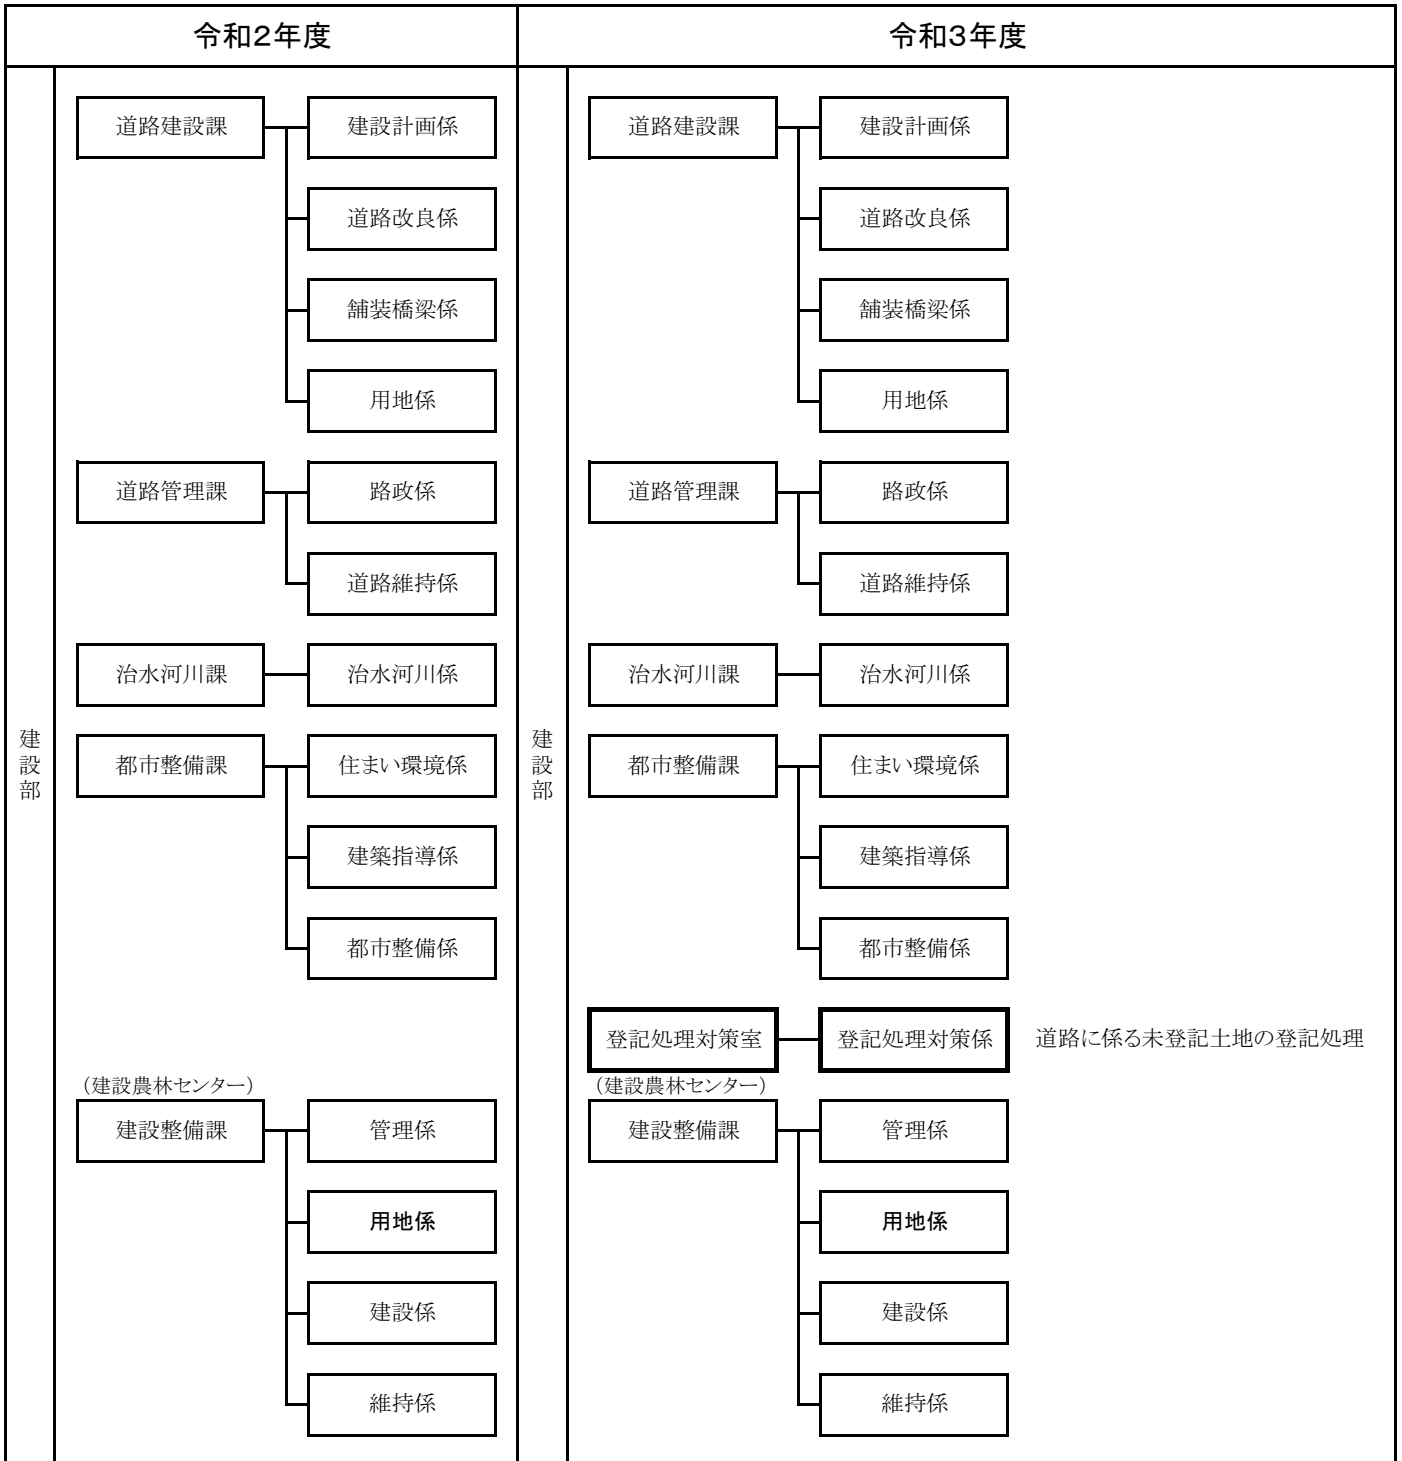 令和２年度
令和３年度
建設部
道路建設課
建設計画係
道路改良係
舗装橋梁係
用地係
道路管理課
路政係
道路維持係
治水河川課
治水河川係
都市整備課
住まい環境係
建築指導係
都市整備係
（建設農林センター）
建設整備課
管理係
用地係
建設係
維持係
建設部
道路建設課
建設計画係
道路改良係
舗装橋梁係
用地係
道路管理課
路政係
道路維持係
治水河川課
治水河川係
都市整備課
住まい環境係
建築指導係
都市整備係
登記処理対策室
登記処理対策係
道路に係る未登記土地の登記処理
（建設農林センター）
建設整備課
管理係
用地係
建設係
維持係